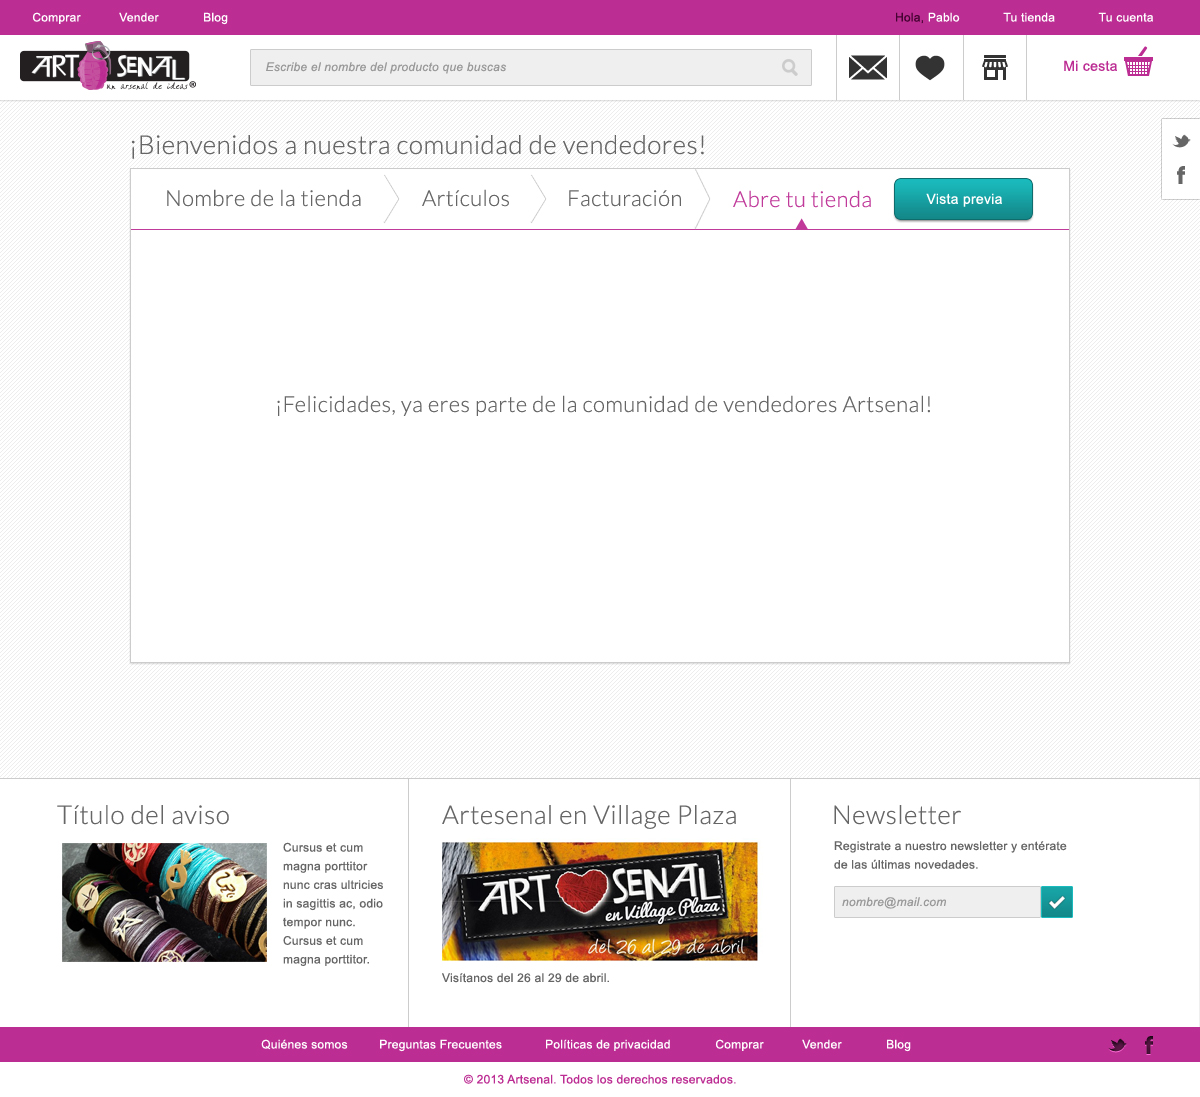 Comprar Vender Blog Hola, Pablo Tu tienda Tu cuenta
ART SENAL
un arsenal de ideas®
Escribe el nombre del producto que buscas
Mi cesta
¡Bienvenidos a nuestra comunidad de vendedores!
Nombre de la tienda Artículos Facturación Abre tu tienda Vista previa
¡Felicidades, ya eres parte de la comunidad de vendedores Artsenal!
Título del aviso
Cursus et cum
magna porttitor
nunc cras ultricies
in sagittis ac, odio
tempor nunc.
Cursus et cum
magna porttitor.
Artesenal en Village Plaza
ART SENAL
en Village Plaza
del 26 al 29 de abril
Visítanos del 26 al 29 de abril.
Newsletter
Registrate a nuestro newsletter y entérate
de las últimas novedades.
nombre@mail.com
Quiénes somos Preguntas Frecuentes Políticas de privacidad Comprar Vender Blog
© 2013 Artsenal. Todos los derechos reservados.